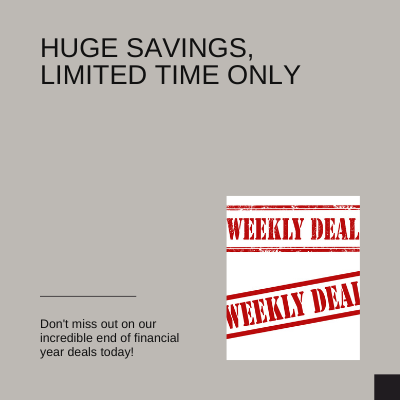 HUGE SAVINGS,
LIMITED TIME ONLY
WEEKLY DEAL
WEEKLY DEAL
Don't miss out on our
incredible end of financial
year deals today!